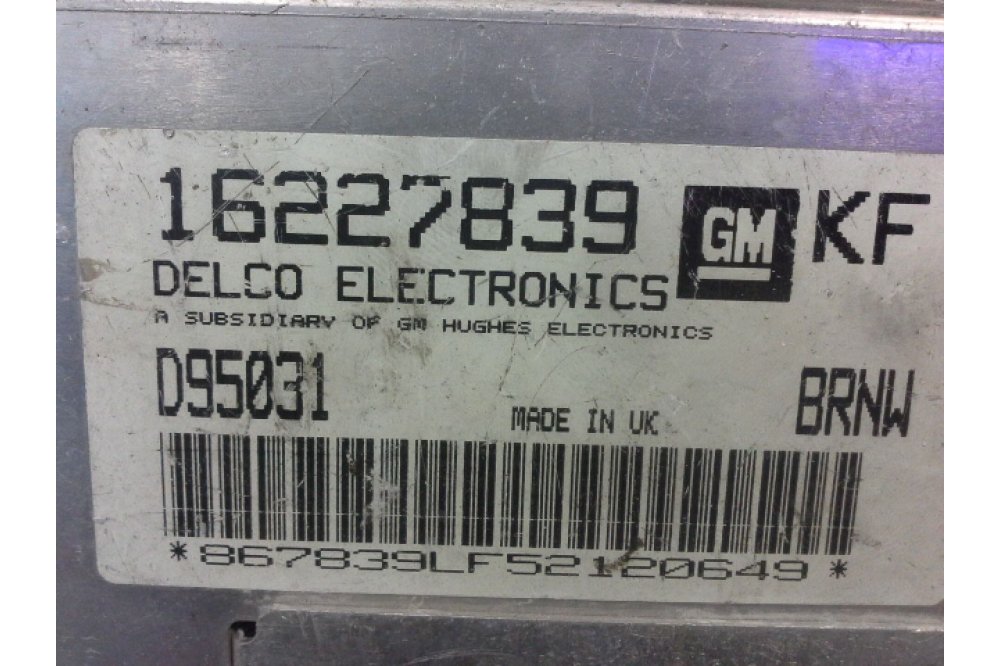 16227839 GM KF
DELCO ELECTRONICS
A SUBSIDIARY OF GM HUGHES ELECTRONICS
D95031 MADE IN UK BRNW
*867839LF52120649*